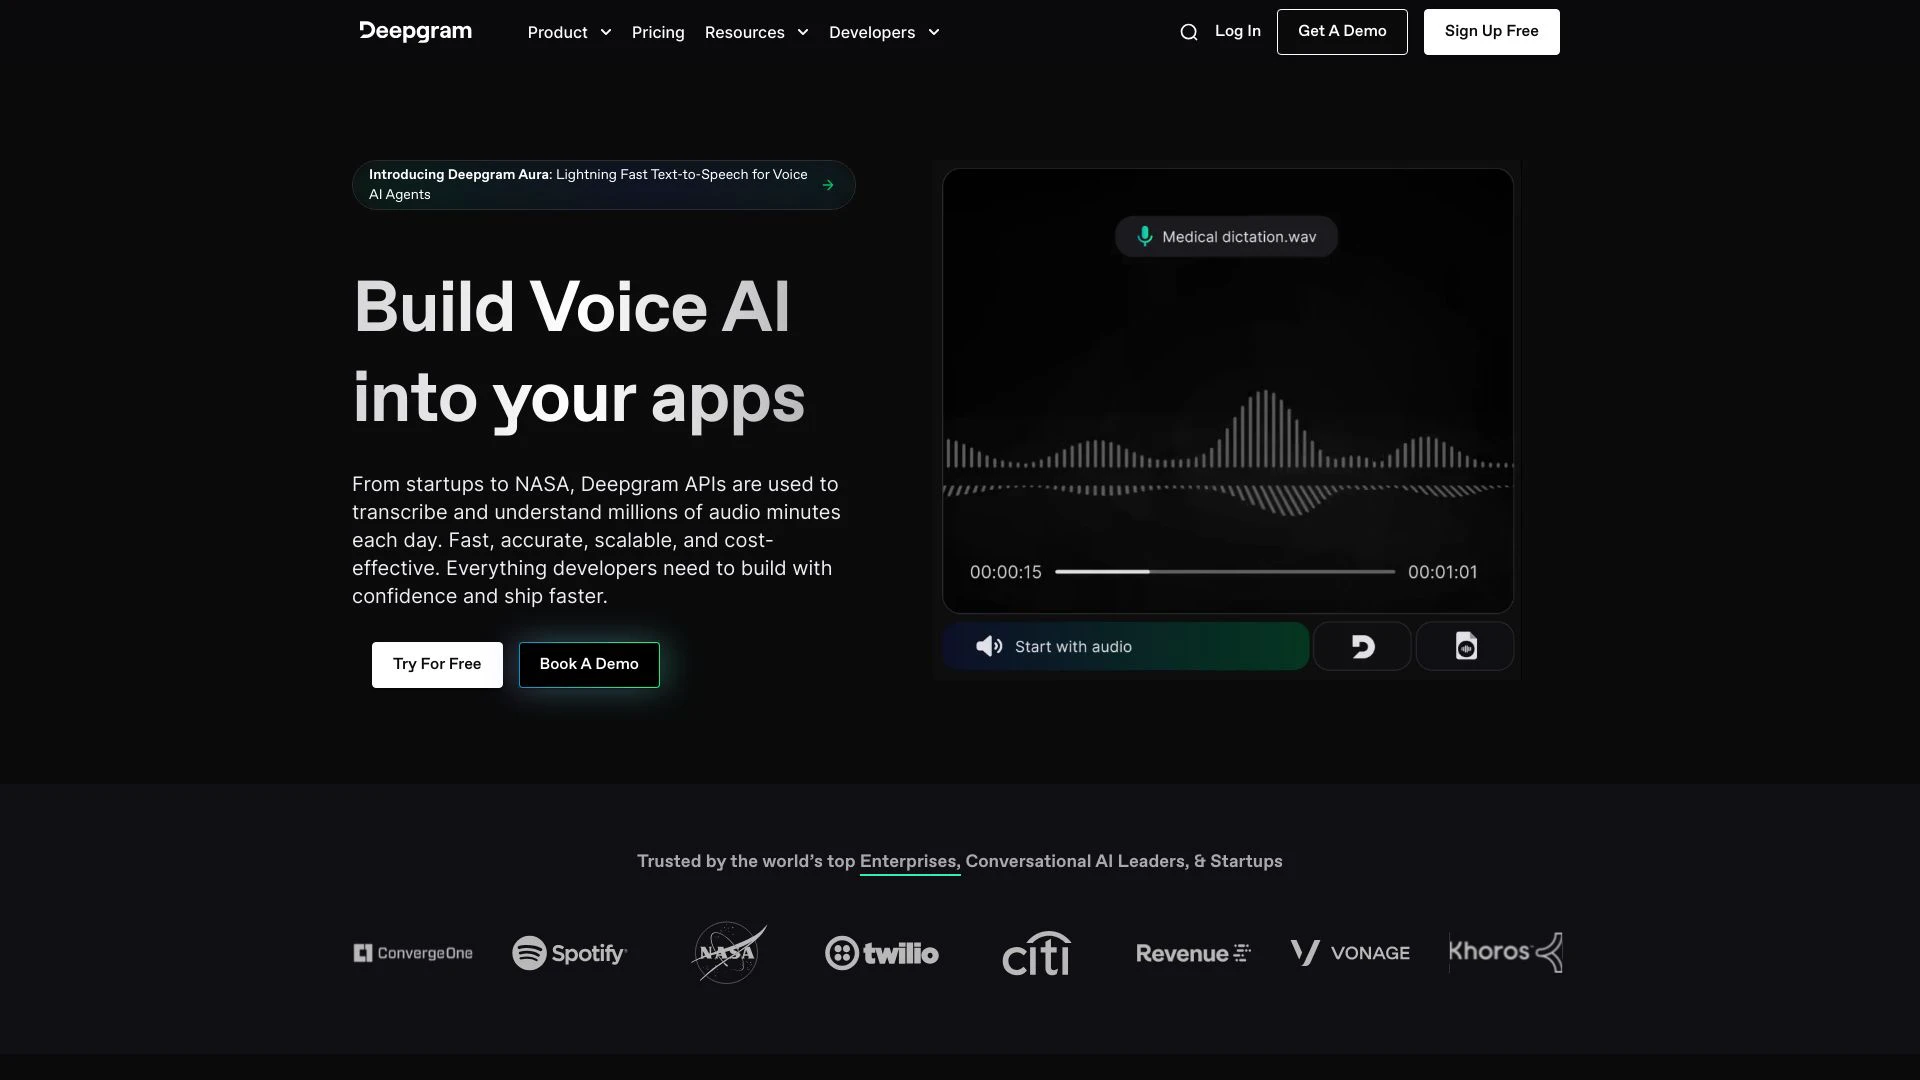 Deepgram
Product
Pricing
Resources
Developers
Log In
Get A Demo
Sign Up Free
Introducing Deepgram Aura: Lightning Fast Text-to-Speech for Voice
AI Agents
Build Voice AI
into your apps
From startups to NASA, Deepgram APIs are used to
transcribe and understand millions of audio minutes
each day. Fast, accurate, scalable, and cost-
effective. Everything developers need to build with
confidence and ship faster.
Try For Free
Book A Demo
Medical dictation.wav
00:00:15
00:01:01
Start with audio
Trusted by the world’s top Enterprises, Conversational AI Leaders, & Startups
ConvergeOne
Spotify
NASA
twilio
citi
Revenue
VONAGE
Khoros